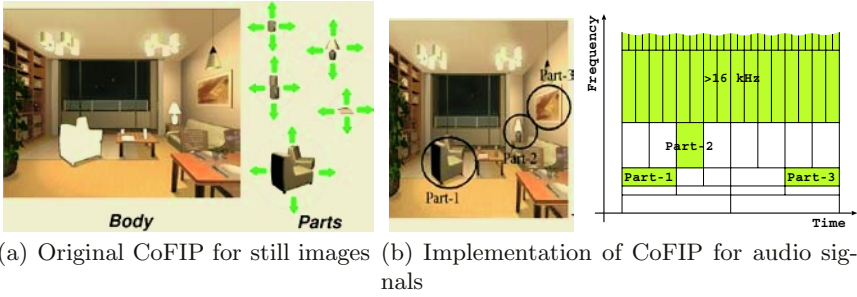 Body
Parts
Part-3
Part-2
Part-1
Frequency
>16 kHz
Part-2
Part-1
Part-3
Time
(a) Original CoFIP for still images
(b) Implementation of CoFIP for audio sig-
nals